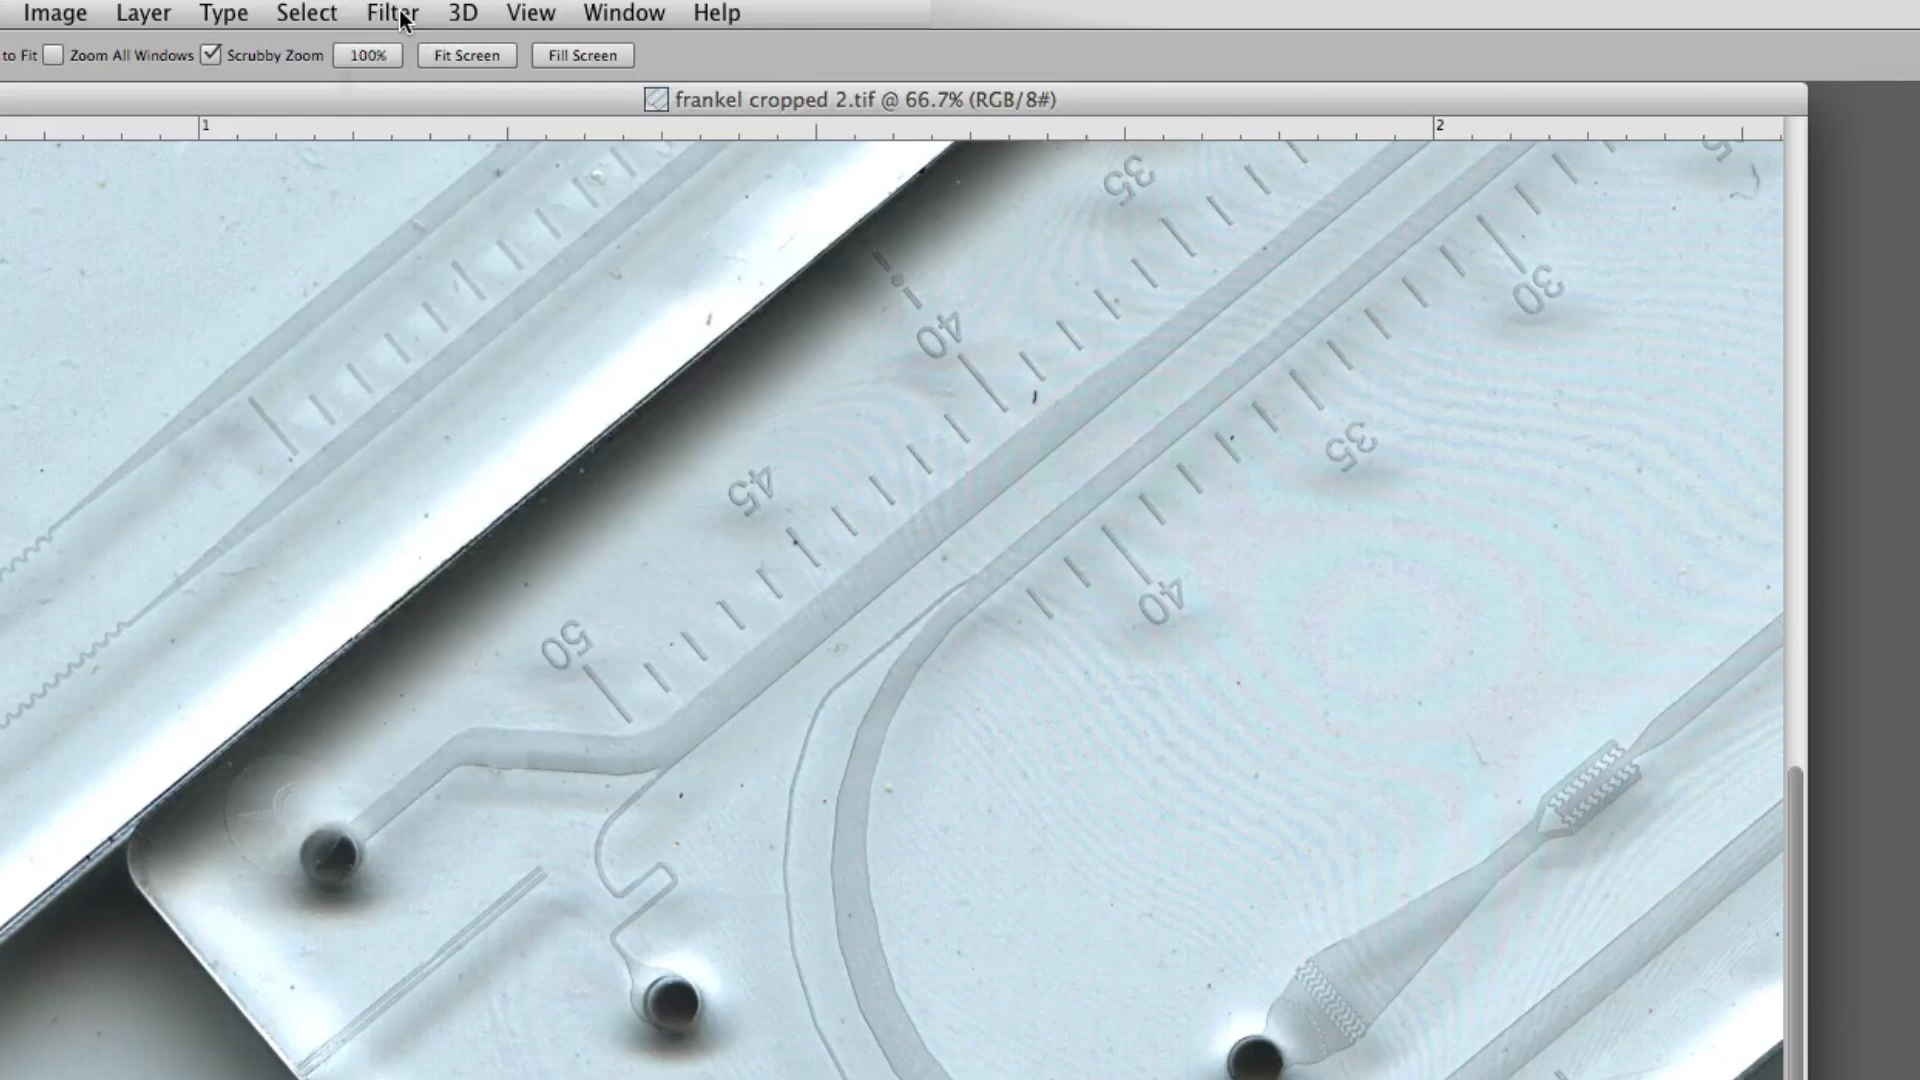 Image Layer Type Select Filter 3D View Window Help
to Fit Zoom All Windows Scrubby Zoom 100% Fit Screen Fill Screen
frankel cropped 2.tif @ 66.7% (RGB/8#)
1 2
35
40
30
45
35
50
40